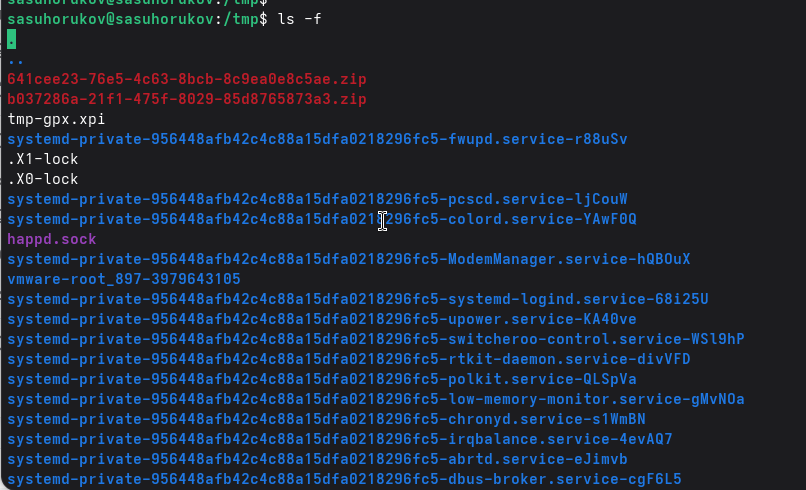 sasuhorukov@sasuhorukov:/tmp$
sasuhorukov@sasuhorukov:/tmp$ ls -f
.
..
641cee23-76e5-4c63-8bcb-8c9ea0e8c5ae.zip
b037286a-21f1-475f-8029-85d8765873a3.zip
tmp-gpx.xpi
systemd-private-956448afb42c4c88a15dfa0218296fc5-fwupd.service-r88uSv
.X1-lock
.X0-lock
systemd-private-956448afb42c4c88a15dfa0218296fc5-pcscd.service-ljCouW
systemd-private-956448afb42c4c88a15dfa0218296fc5-colord.service-YAwF0Q
happd.sock
systemd-private-956448afb42c4c88a15dfa0218296fc5-ModemManager.service-hQBOuX
vmware-root_897-3979643105
systemd-private-956448afb42c4c88a15dfa0218296fc5-systemd-logind.service-68i25U
systemd-private-956448afb42c4c88a15dfa0218296fc5-upower.service-KA40ve
systemd-private-956448afb42c4c88a15dfa0218296fc5-switcheroo-control.service-WSl9hP
systemd-private-956448afb42c4c88a15dfa0218296fc5-rtkit-daemon.service-divVFD
systemd-private-956448afb42c4c88a15dfa0218296fc5-polkit.service-QLSpVa
systemd-private-956448afb42c4c88a15dfa0218296fc5-low-memory-monitor.service-gMvNOa
systemd-private-956448afb42c4c88a15dfa0218296fc5-chronyd.service-s1WmBN
systemd-private-956448afb42c4c88a15dfa0218296fc5-irqbalance.service-4evAQ7
systemd-private-956448afb42c4c88a15dfa0218296fc5-abrtd.service-eJimvb
systemd-private-956448afb42c4c88a15dfa0218296fc5-dbus-broker.service-cgF6L5